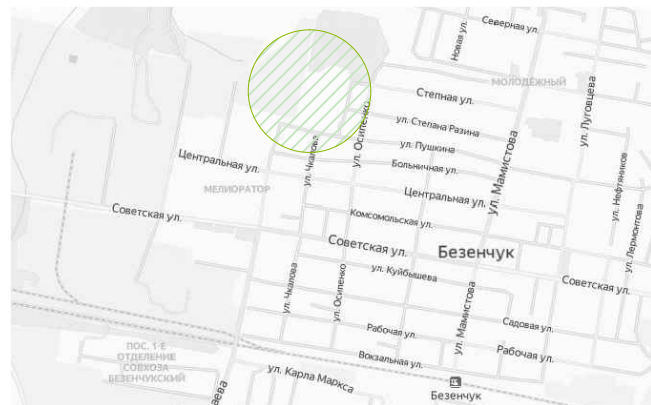 Северная ул.
Новая ул.
МОЛОДЁЖНЫЙ
Степная ул.
ул. Луговцева
ул. Степана Разина
ул. Осипенко
ул. Чкалова
ул. Пушкина
Больничная ул.
Центральная ул.
МЕЛИОРАТОР
Центральная ул.
ул. Мамистова
ул. Нефтяников
Советская ул.
Комсомольская ул.
ул. Лермонтова
Советская ул.
Безенчук
ул. Куйбышева
Советская ул.
ул. Чкалова
ул. Осипенко
ул. Мамистова
Садовая ул.
Рабочая ул.
Рабочая ул.
ПОС. 1-Е
ОТДЕЛЕНИЕ
СОВХОЗА
БЕЗЕНЧУКСКИЙ
Вокзальная ул.
ул. Карла Маркса
Безенчук